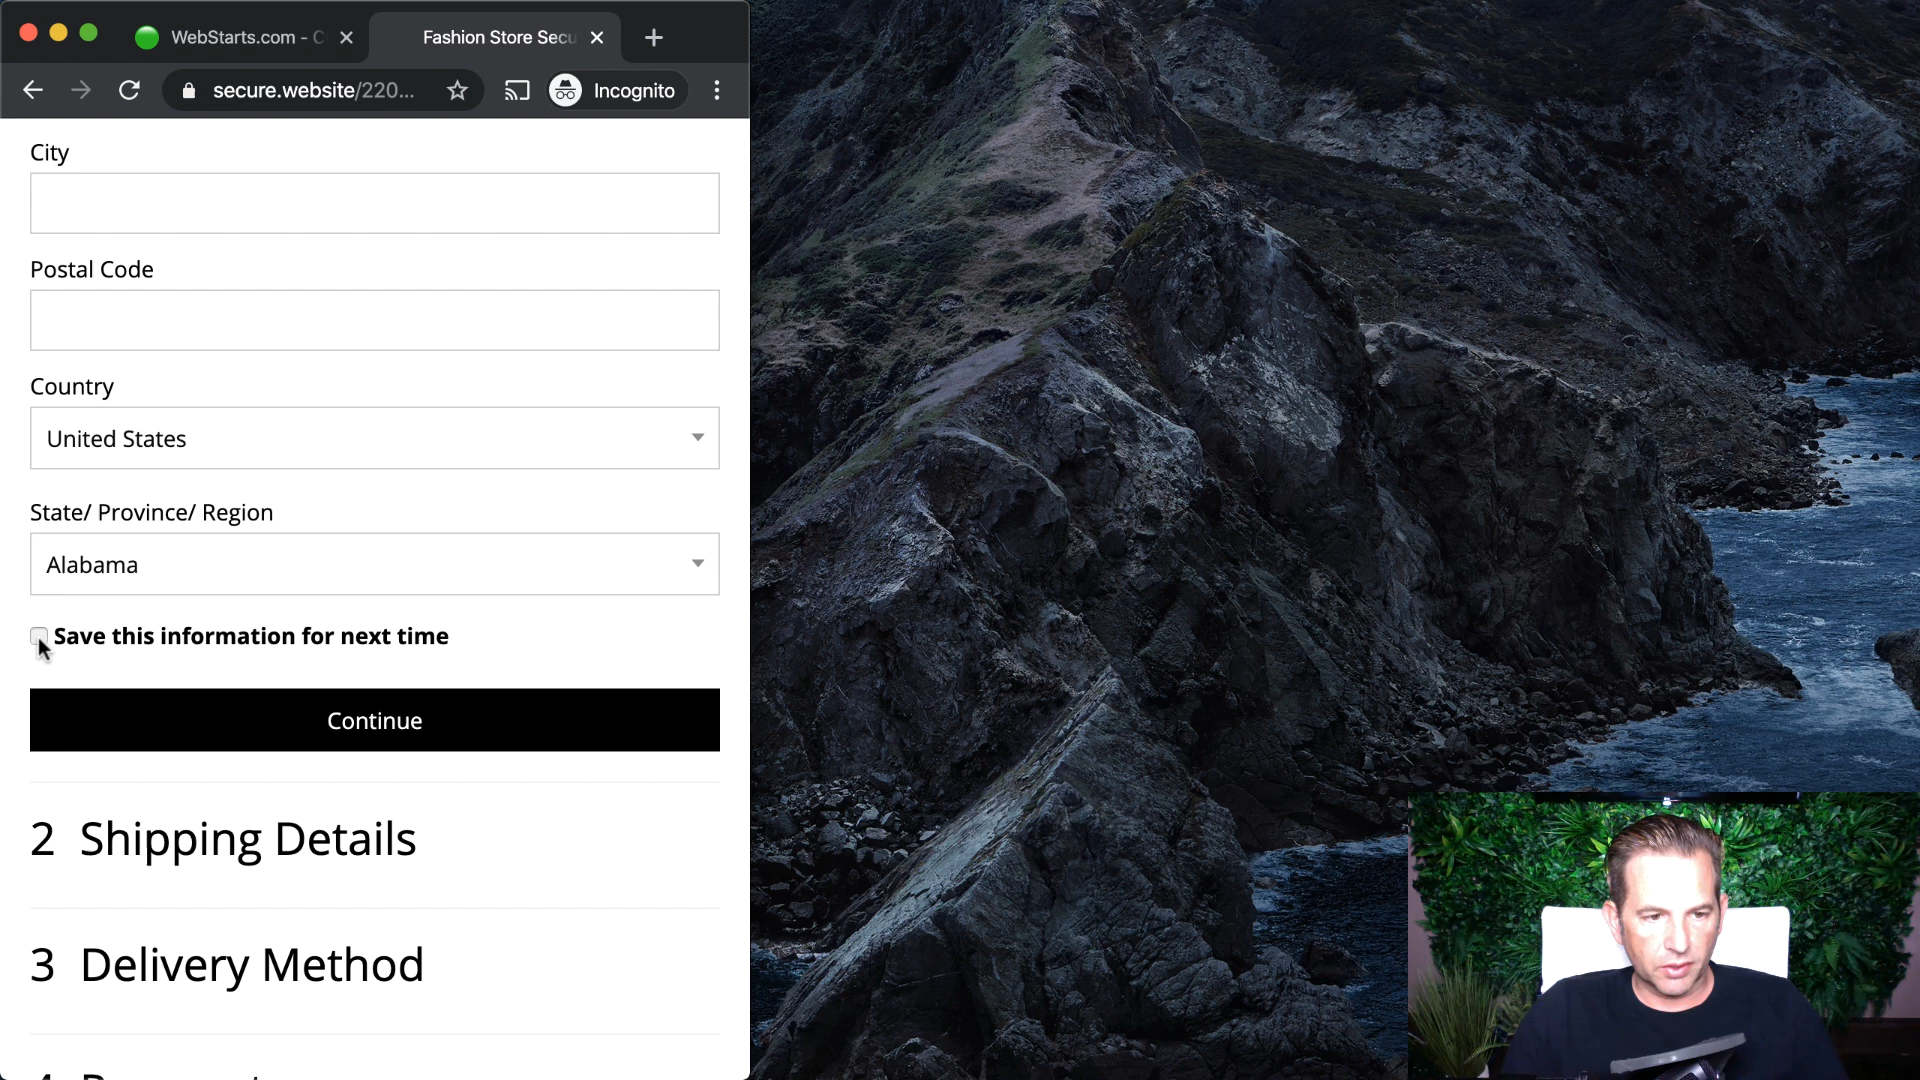 WebStarts.com - C
Fashion Store Secu
secure.website/220...
Incognito
City
Postal Code
Country
United States
State/ Province/ Region
Alabama
Save this information for next time
Continue
2 Shipping Details
3 Delivery Method